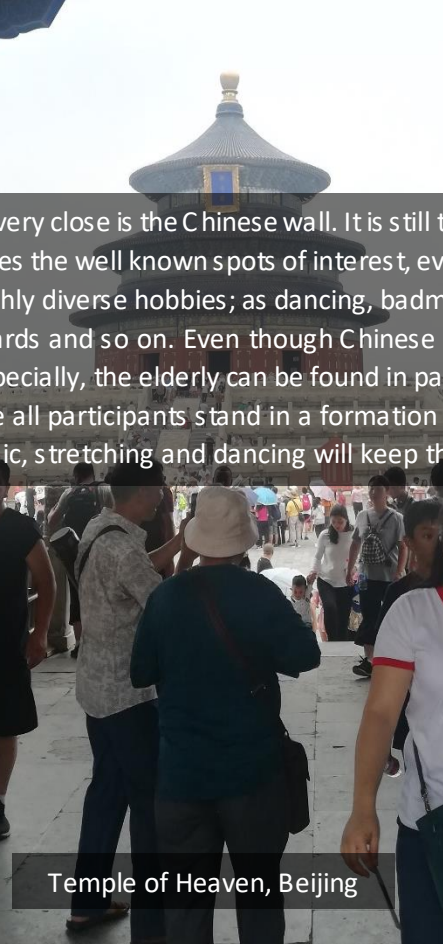 very close is the Chinese wall. It is still t
es the well known spots of interest, ev
hly diverse hobbies; as dancing, badm
ards and so on. Even though Chinese
pecially, the elderly can be found in pa
e all participants stand in a formation
ic, stretching and dancing will keep th
Temple of Heaven, Beijing